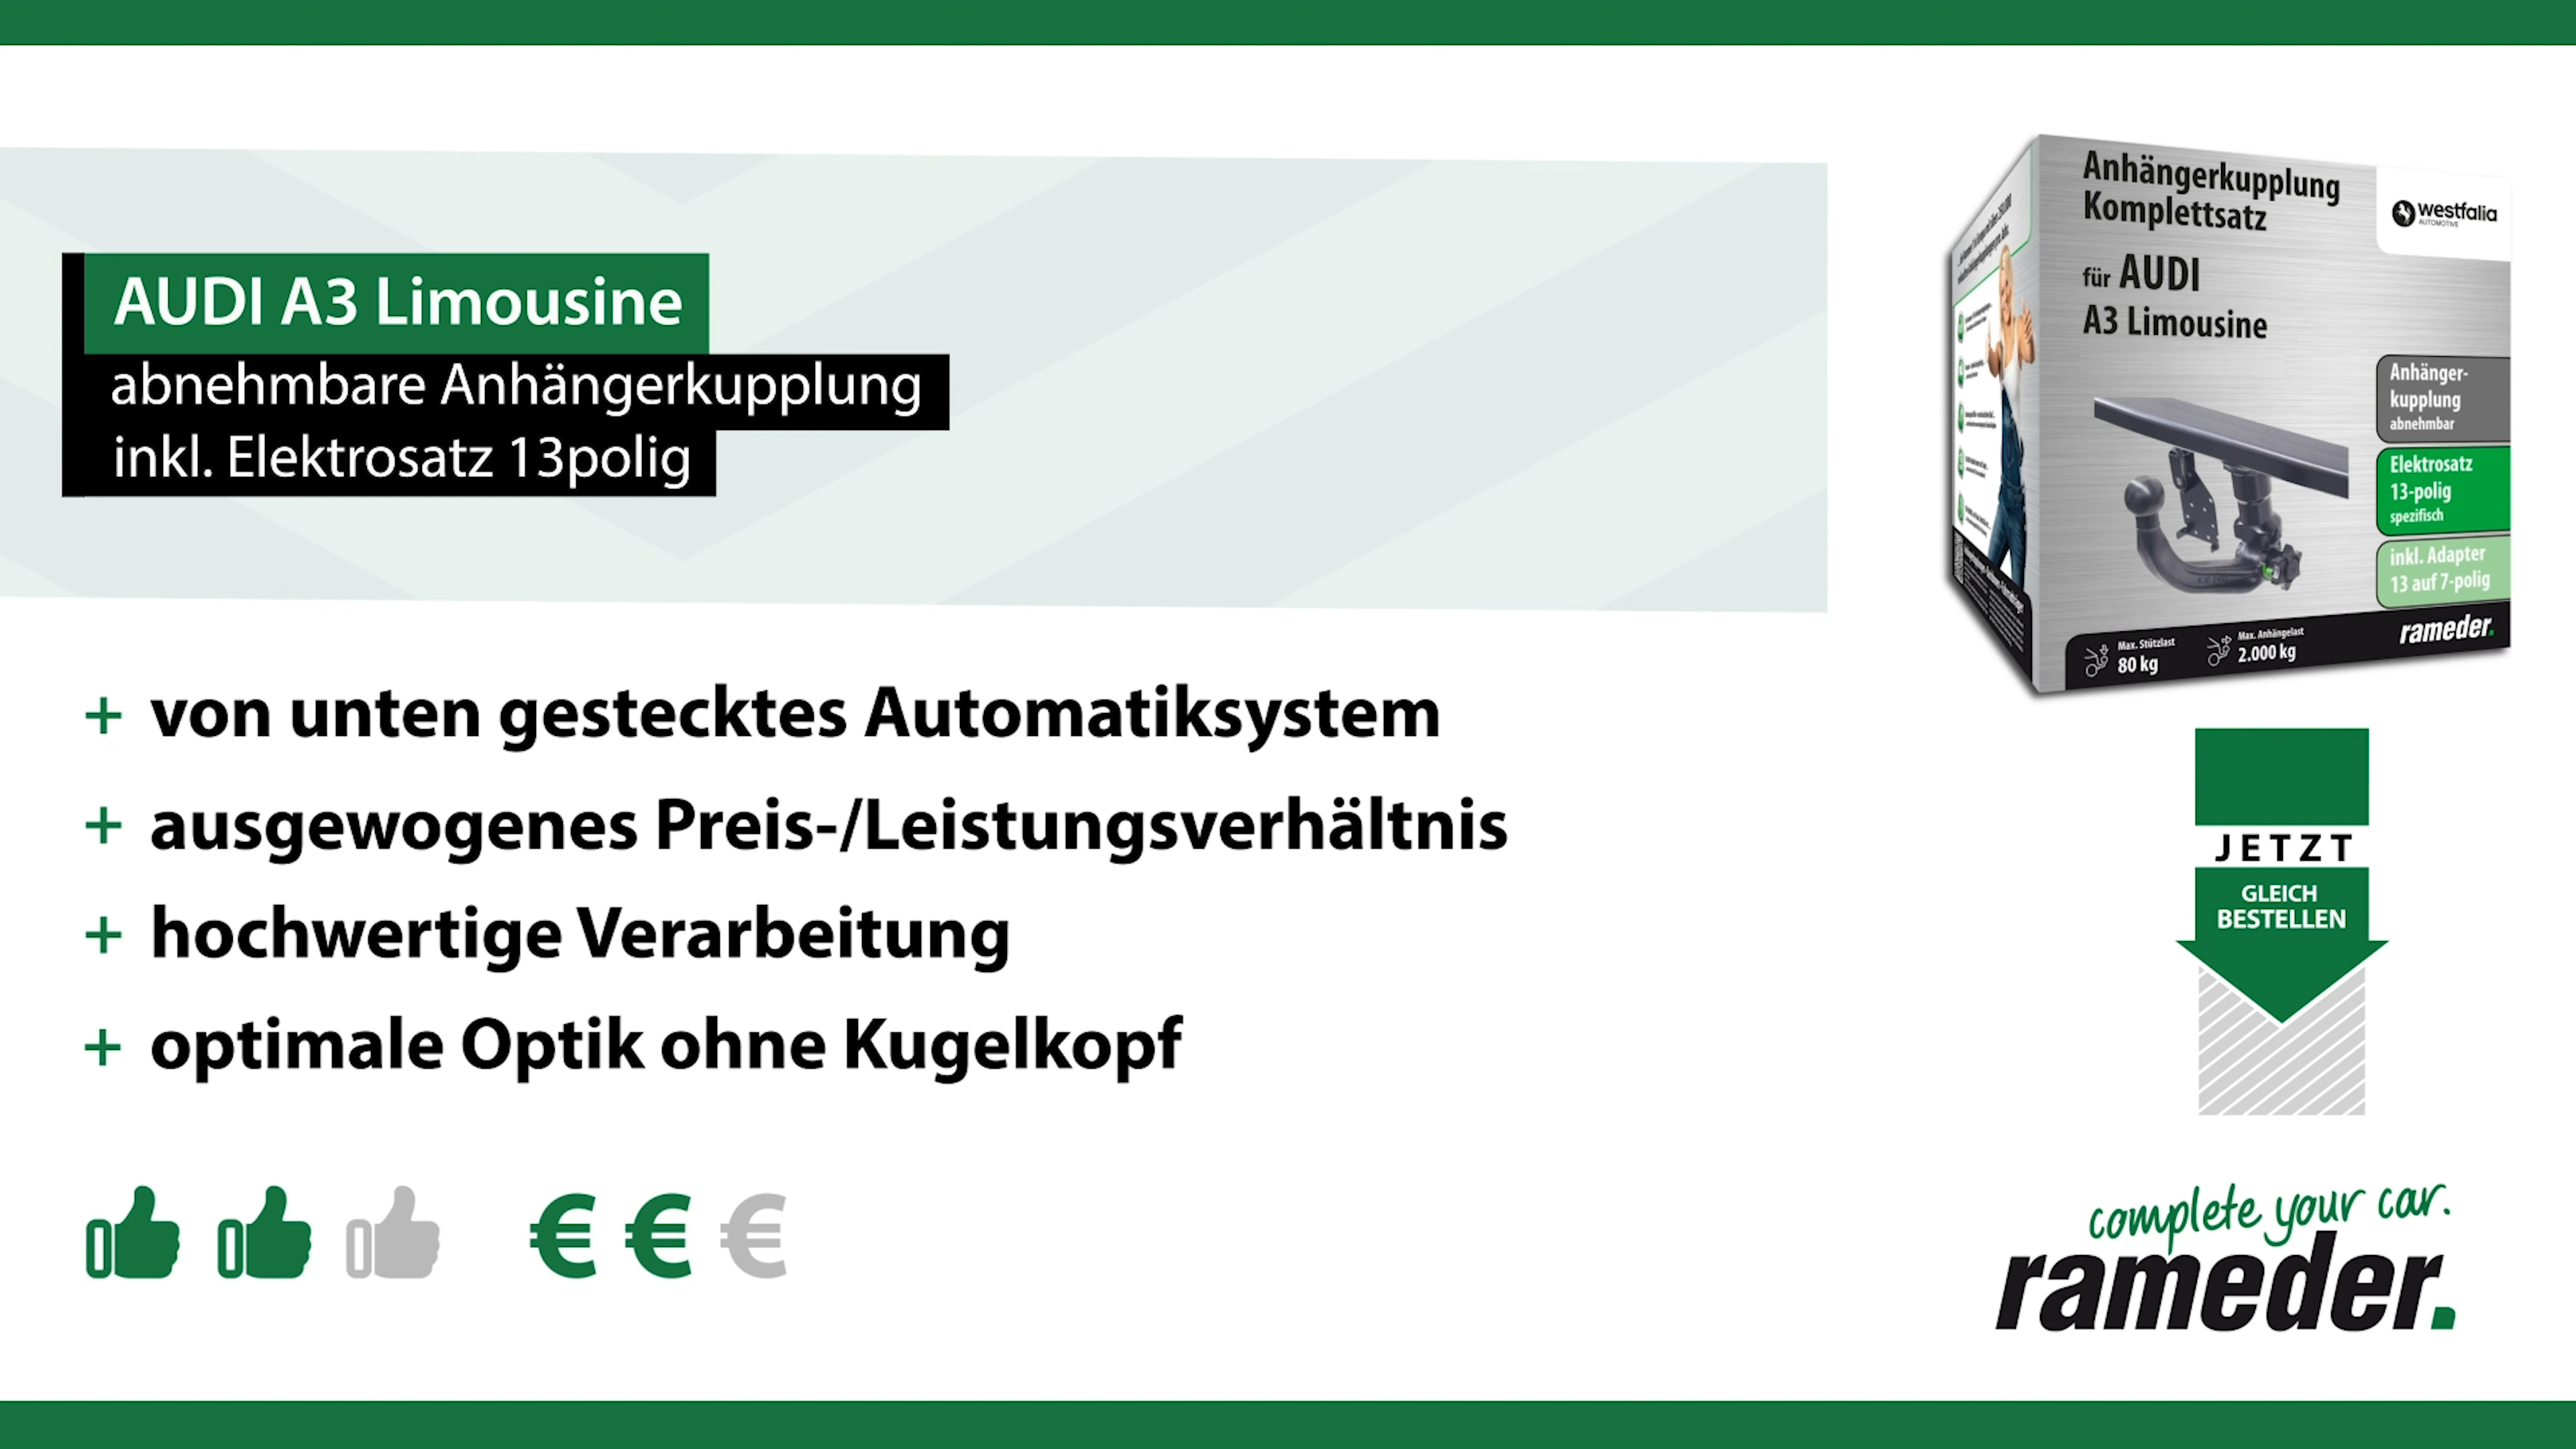 AUDI A3 Limousine
abnehmbare Anhängerkupplung
inkl. Elektrosatz 13polig
+ von unten gestecktes Automatiksystem
+ ausgewogenes Preis-/Leistungsverhältnis
+ hochwertige Verarbeitung
+ optimale Optik ohne Kugelkopf
€ € €
Anhängerkupplung
Komplettsatz
für AUDI
A3 Limousine
westfalia
AUTOMOTIVE
Anhänger-
kupplung
abnehmbar
Elektrosatz
13-polig
spezifisch
inkl. Adapter
13 auf 7-polig
Max. Stützlast
80 kg
Max. Anhängelast
2.000 kg
rameder.
JETZT
GLEICH
BESTELLEN
complete your car.
rameder.